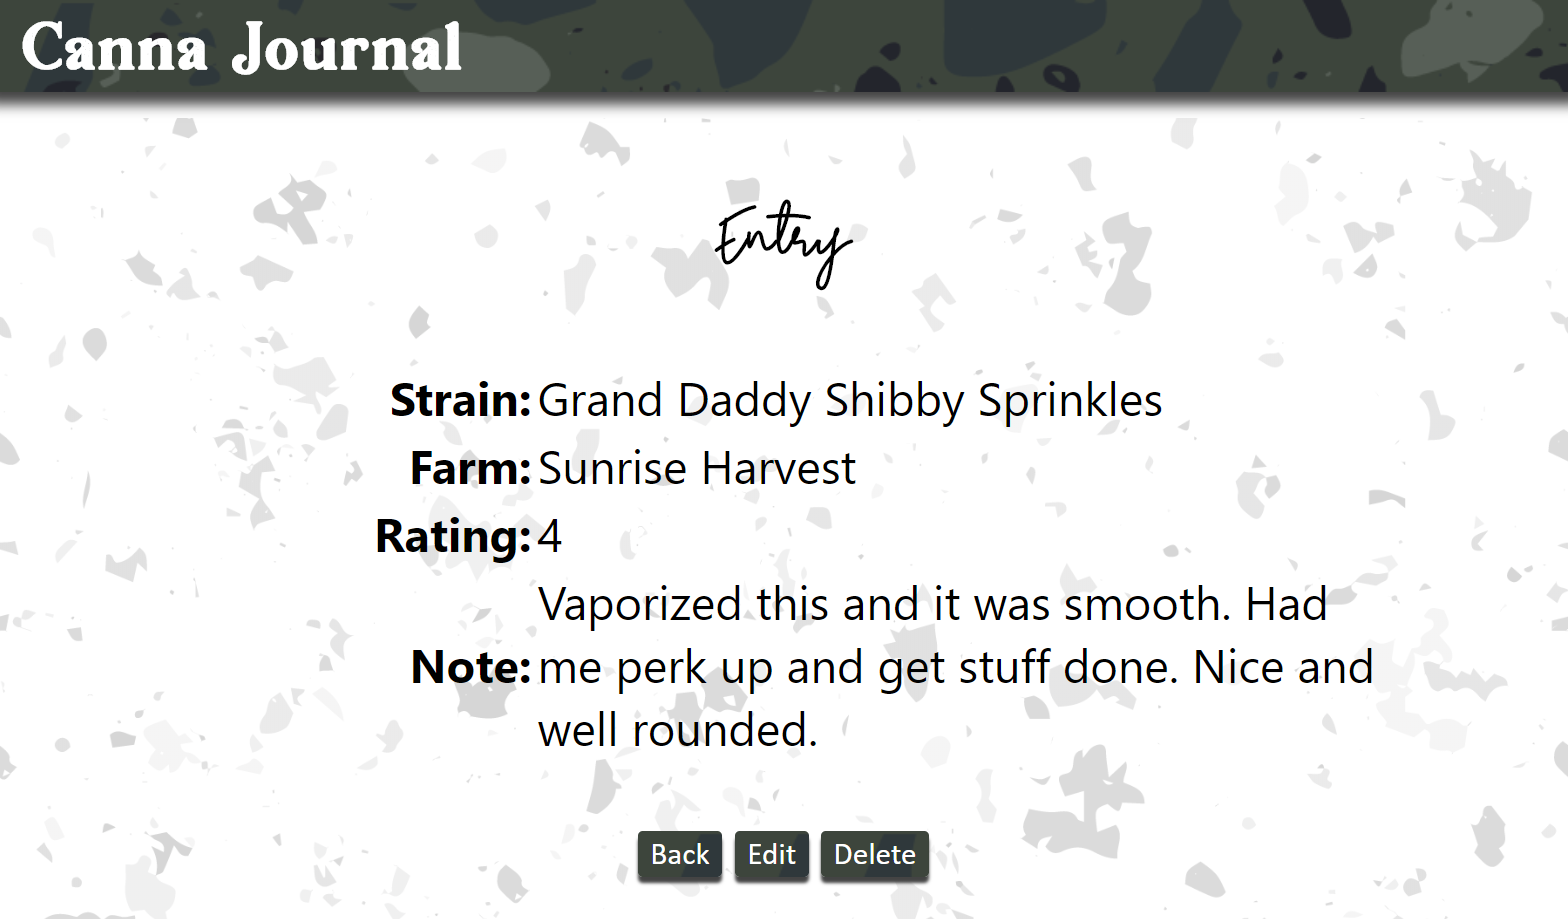 Canna Journal
Entry
Strain: Grand Daddy Shibby Sprinkles
Farm: Sunrise Harvest
Rating: 4
Note: Vaporized this and it was smooth. Had
me perk up and get stuff done. Nice and
well rounded.
Back Edit Delete